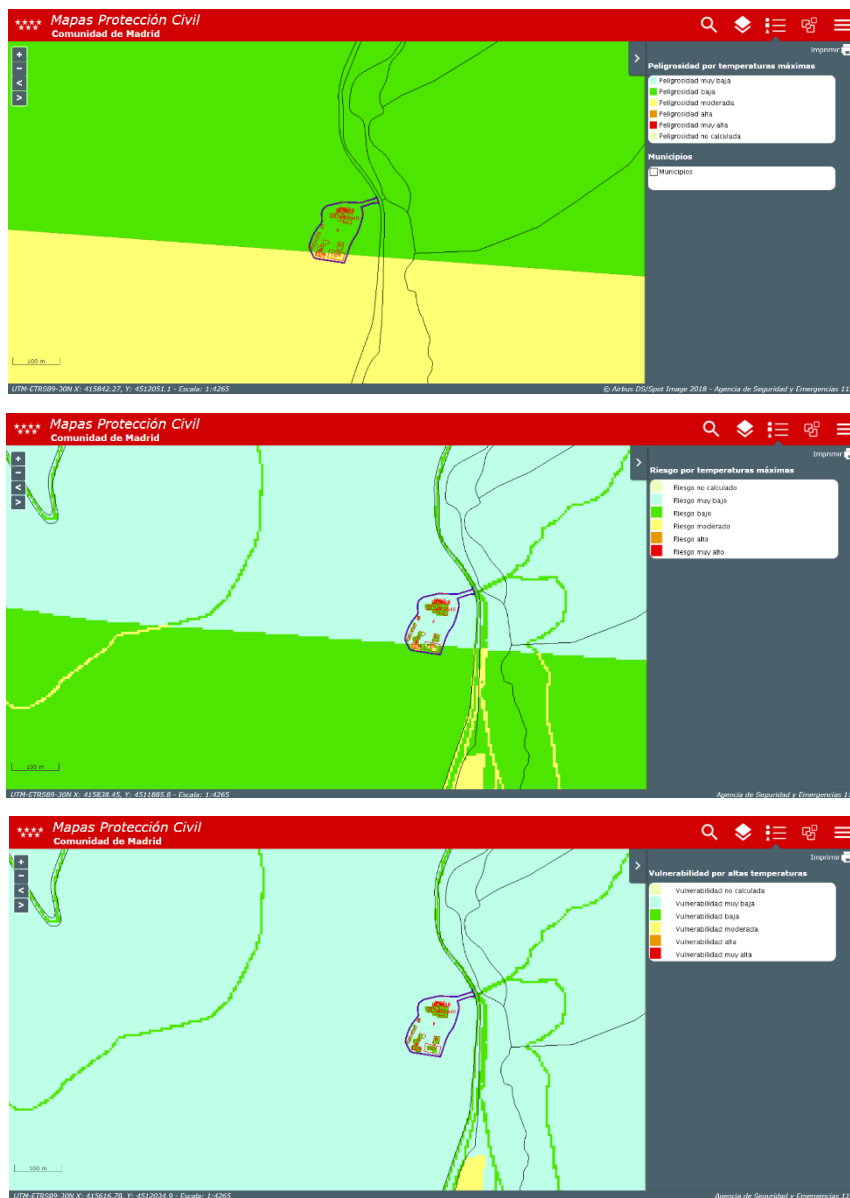 Mapas Protección Civil
Comunidad de Madrid
Imprimir
Peligrosidad por temperaturas máximas
Peligrosidad muy baja
Peligrosidad baja
Peligrosidad moderada
Peligrosidad alta
Peligrosidad muy alta
Peligrosidad no calculada
Municipios
Municipios
100 m
UTM-ETRS89-30N X: 415842.27, Y: 4512051.1 - Escala: 1:4265
© Airbus DS/Spot Image 2018 - Agencia de Seguridad y Emergencias 11
Mapas Protección Civil
Comunidad de Madrid
Imprimir
Riesgo por temperaturas máximas
Riesgo no calculado
Riesgo muy bajo
Riesgo bajo
Riesgo moderado
Riesgo alto
Riesgo muy alto
100 m
UTM-ETRS89-30N X: 415838.45, Y: 4511885.8 - Escala: 1:4265
Agencia de Seguridad y Emergencias 11
Mapas Protección Civil
Comunidad de Madrid
Imprimir
Vulnerabilidad por altas temperaturas
Vulnerabilidad no calculada
Vulnerabilidad muy baja
Vulnerabilidad baja
Vulnerabilidad moderada
Vulnerabilidad alta
Vulnerabilidad muy alta
100 m
UTM-ETRS89-30N X: 415616.78, Y: 4512034.9 - Escala: 1:4265
Agencia de Seguridad y Emergencias 11